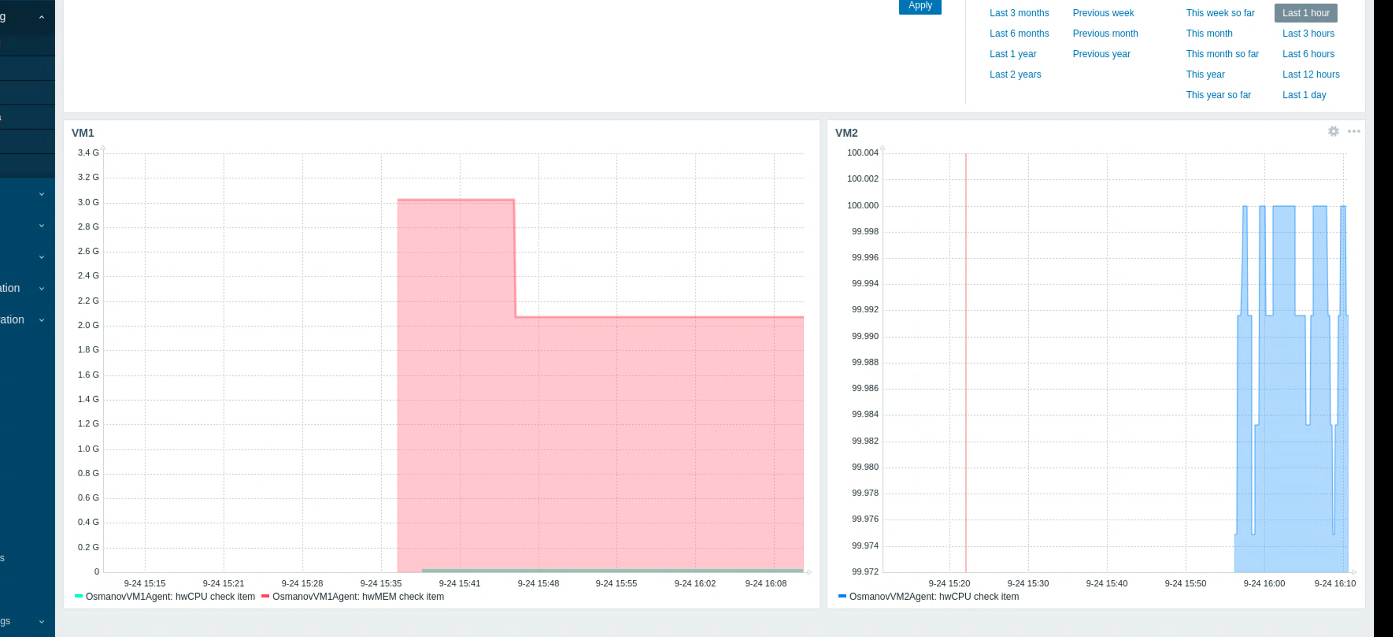 g
Apply
Last 3 months Previous week This week so far Last 1 hour
Last 6 months Previous month This month Last 3 hours
Last 1 year Previous year This month so far Last 6 hours
Last 2 years This year Last 12 hours
This year so far Last 1 day
a
ation
ation
s
gs
VM1
3.4 G
3.2 G
3.0 G
2.8 G
2.6 G
2.4 G
2.2 G
2.0 G
1.8 G
1.6 G
1.4 G
1.2 G
1.0 G
0.8 G
0.6 G
0.4 G
0.2 G
0
9-24 15:15 9-24 15:21 9-24 15:28 9-24 15:35 9-24 15:41 9-24 15:48 9-24 15:55 9-24 16:02 9-24 16:08
OsmanovVM1Agent: hwCPU check item OsmanovVM1Agent: hwMEM check item
VM2
100.004
100.002
100.000
99.998
99.996
99.994
99.992
99.990
99.988
99.986
99.984
99.982
99.980
99.978
99.976
99.974
99.972
9-24 15:20 9-24 15:30 9-24 15:40 9-24 15:50 9-24 16:00 9-24 16:10
OsmanovVM2Agent: hwCPU check item